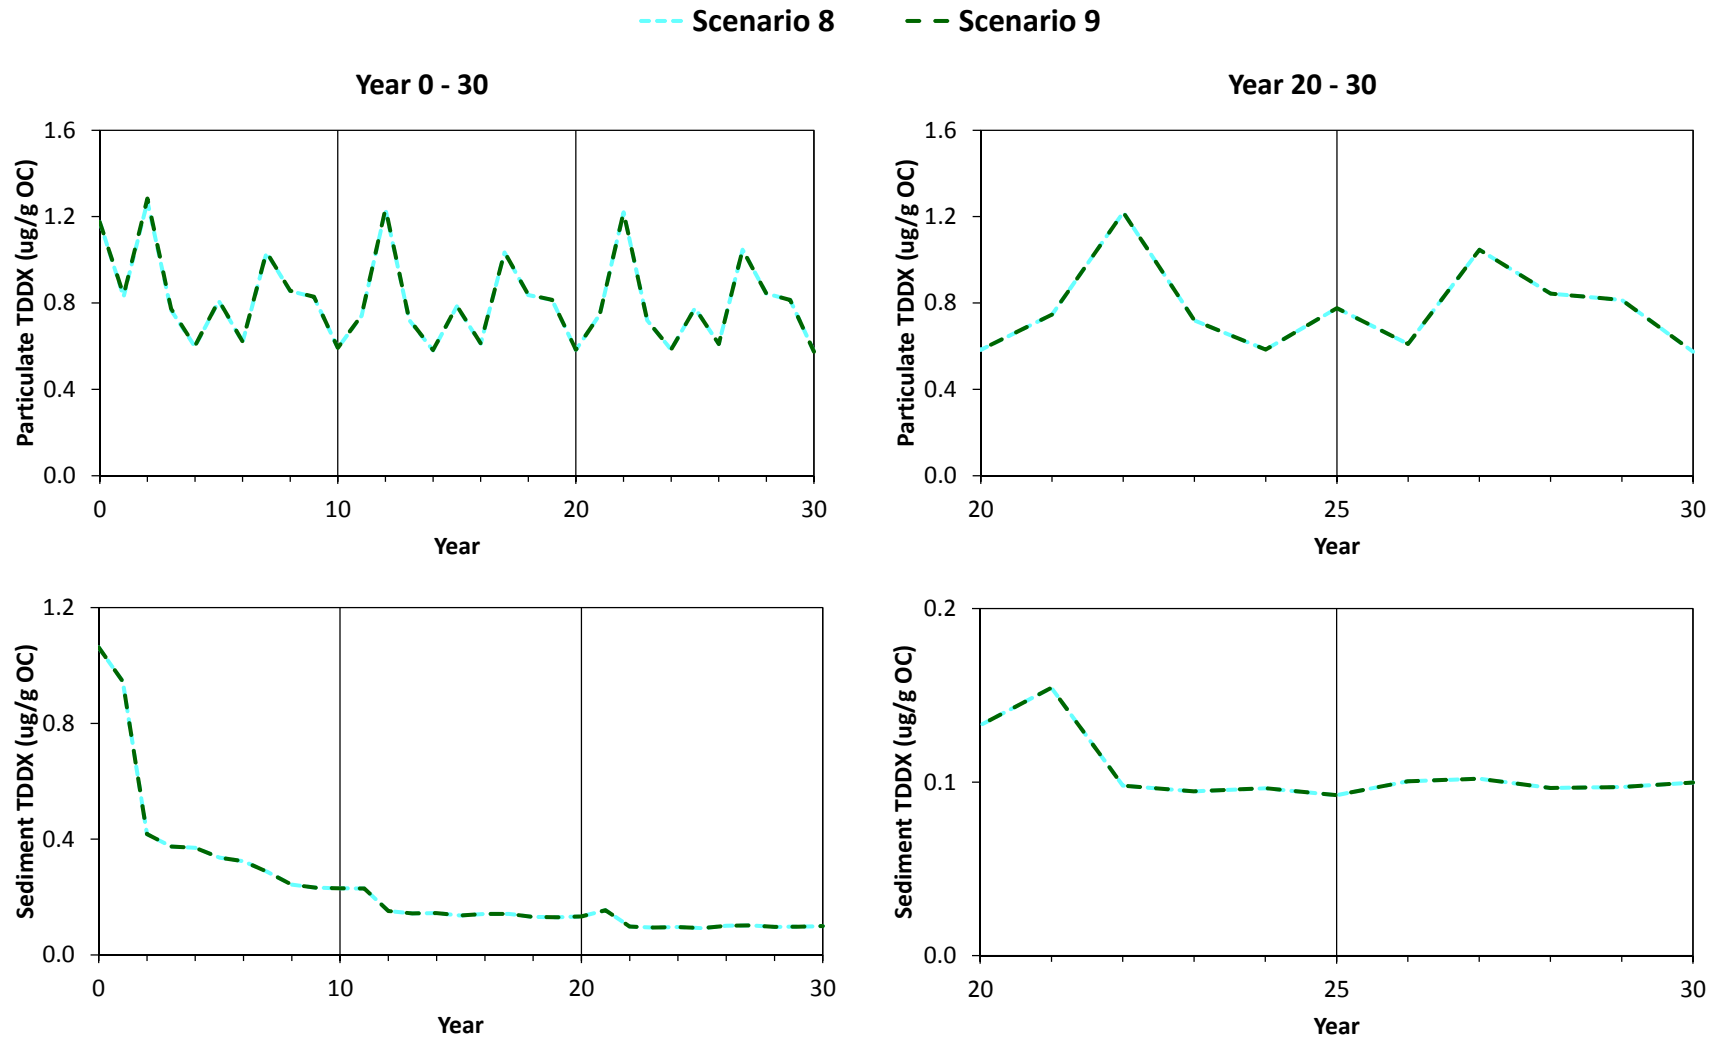 Scenario 8 Scenario 9
Year 0 - 30
Year 20 - 30
Particulate TDDX (ug/g OC)
1.6
1.2
0.8
0.4
0.0
0 10 20 30
Year
Particulate TDDX (ug/g OC)
1.6
1.2
0.8
0.4
0.0
20 25 30
Year
Sediment TDDX (ug/g OC)
1.2
0.8
0.4
0.0
0 10 20 30
Year
Sediment TDDX (ug/g OC)
0.2
0.1
0.0
20 25 30
Year